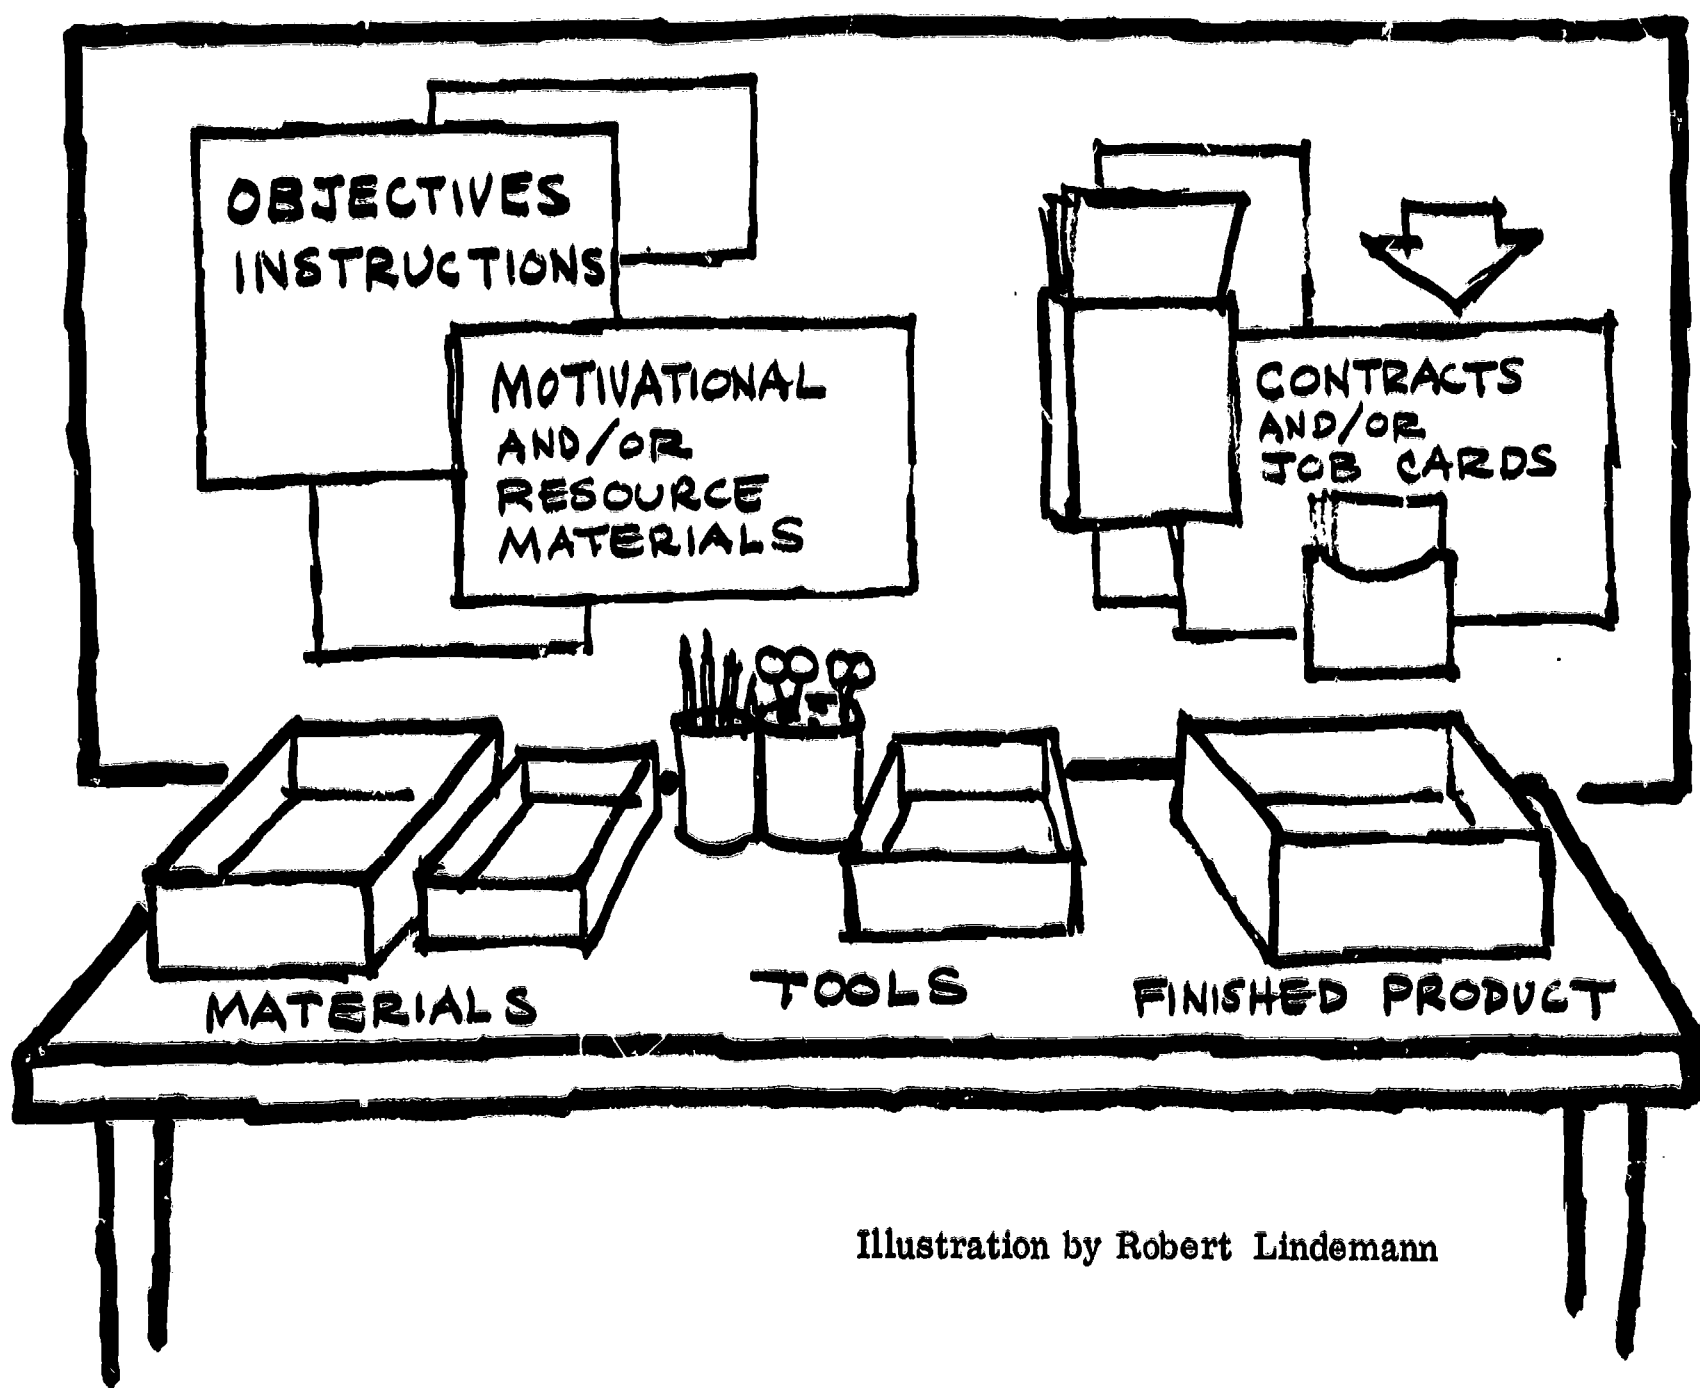 OBJECTIVES
INSTRUCTIONS
MOTIVATIONAL
AND/OR
RESOURCE
MATERIALS
CONTRACTS
AND/OR
JOB CARDS
MATERIALS
TOOLS
FINISHED PRODUCT
Illustration by Robert Lindemann